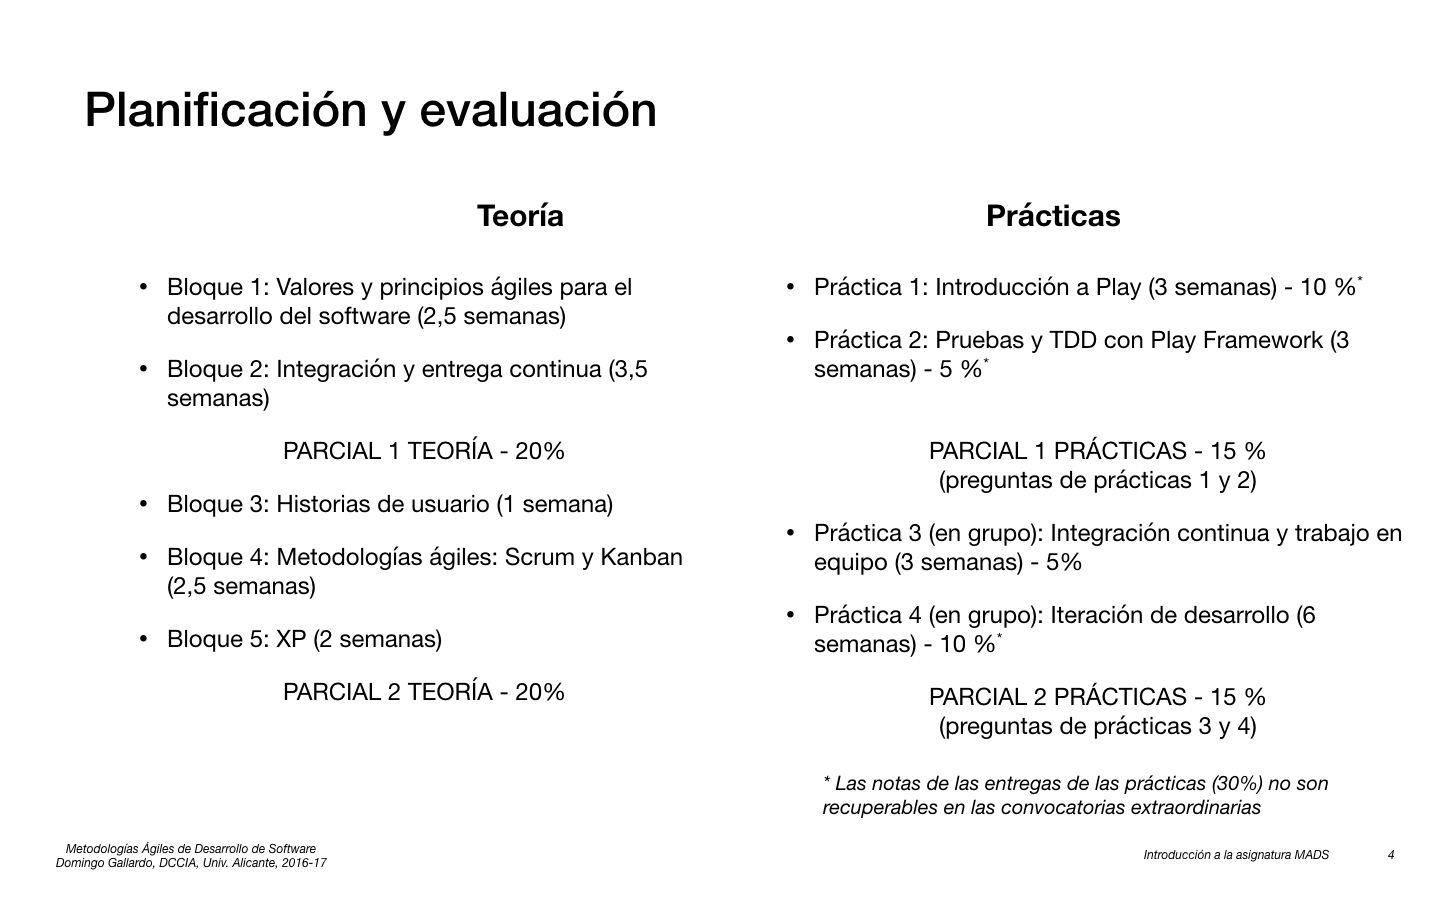 Planificación y evaluación
Teoría
• Bloque 1: Valores y principios ágiles para el
desarrollo del software (2,5 semanas)
• Bloque 2: Integración y entrega continua (3,5
semanas)
PARCIAL 1 TEORÍA - 20%
• Bloque 3: Historias de usuario (1 semana)
• Bloque 4: Metodologías ágiles: Scrum y Kanban
(2,5 semanas)
• Bloque 5: XP (2 semanas)
PARCIAL 2 TEORÍA - 20%
Prácticas
• Práctica 1: Introducción a Play (3 semanas) - 10 %*
• Práctica 2: Pruebas y TDD con Play Framework (3
semanas) - 5 %*
PARCIAL 1 PRÁCTICAS - 15 %
(preguntas de prácticas 1 y 2)
• Práctica 3 (en grupo): Integración continua y trabajo en
equipo (3 semanas) - 5%
• Práctica 4 (en grupo): Iteración de desarrollo (6
semanas) - 10 %*
PARCIAL 2 PRÁCTICAS - 15 %
(preguntas de prácticas 3 y 4)
* Las notas de las entregas de las prácticas (30%) no son
recuperables en las convocatorias extraordinarias
Metodologías Ágiles de Desarrollo de Software
Domingo Gallardo, DCCIA, Univ. Alicante, 2016-17
Introducción a la asignatura MADS
4